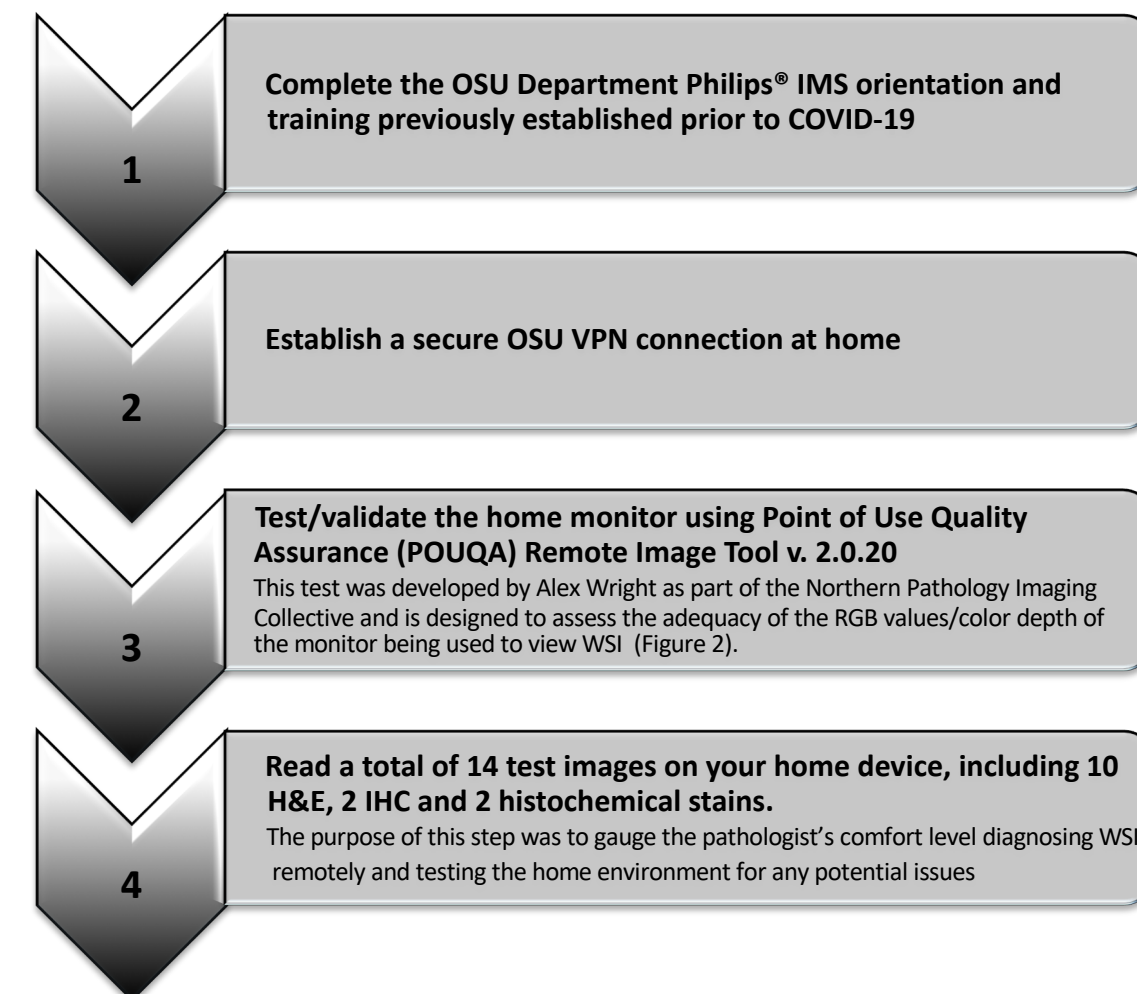 Complete the OSU Department Philips® IMS orientation and
training previously established prior to COVID-19
1
Establish a secure OSU VPN connection at home
2
Test/validate the home monitor using Point of Use Quality
Assurance (POUQA) Remote Image Tool v. 2.0.20
This test was developed by Alex Wright as part of the Northern Pathology Imaging
Collective and is designed to assess the adequacy of the RGB values/color depth of
the monitor being used to view WSI (Figure 2).
3
Read a total of 14 test images on your home device, including 10
H&E, 2 IHC and 2 histochemical stains.
The purpose of this step was to gauge the pathologist's comfort level diagnosing WSI
remotely and testing the home environment for any potential issues
4